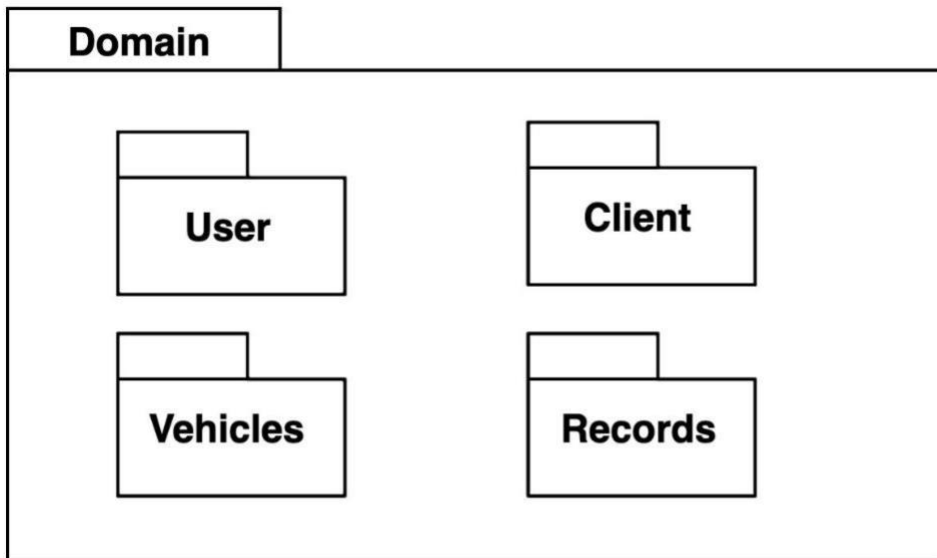 Domain
User
Client
Vehicles
Records